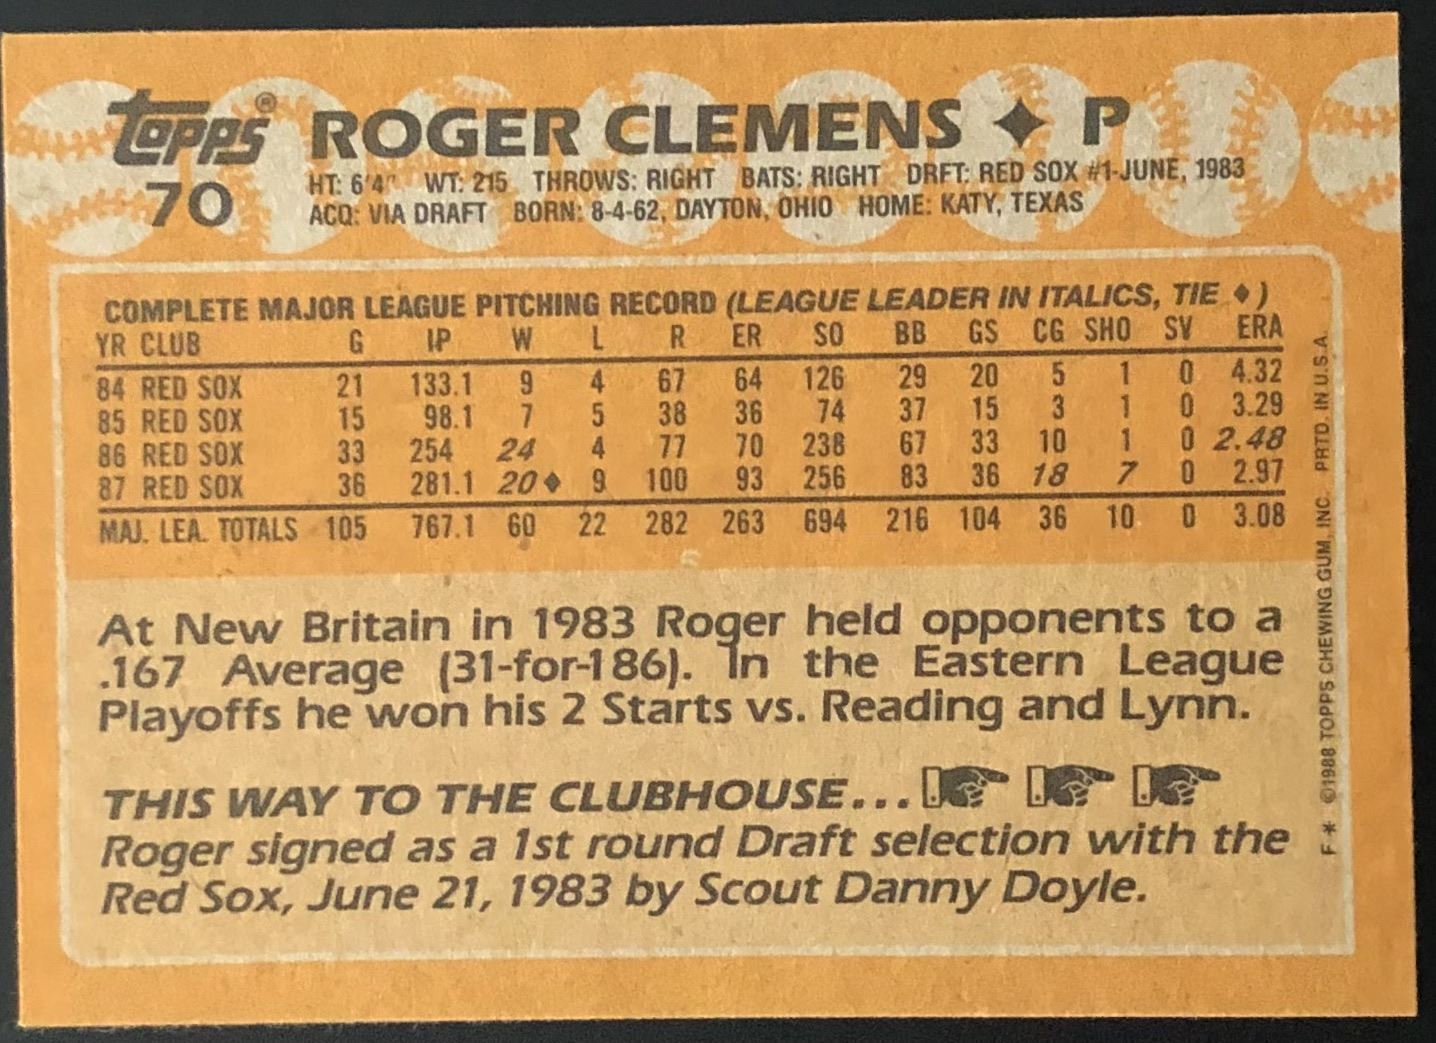 topps® ROGER CLEMENS ✦ P
70
HT: 6'4" WT: 215 THROWS: RIGHT BATS: RIGHT DRFT: RED SOX #1-JUNE, 1983
ACQ: VIA DRAFT BORN: 8-4-62, DAYTON, OHIO HOME: KATY, TEXAS
COMPLETE MAJOR LEAGUE PITCHING RECORD (LEAGUE LEADER IN ITALICS, TIE ♦)
YR CLUB G IP W L R ER SO BB GS CG SHO SV ERA
84 RED SOX 21 133.1 9 4 67 64 126 29 20 5 1 0 4.32
85 RED SOX 15 98.1 7 5 38 36 74 37 15 3 1 0 3.29
86 RED SOX 33 254 24 4 77 70 238 67 33 10 1 0 2.48
87 RED SOX 36 281.1 20♦ 9 100 93 256 83 36 18 7 0 2.97
MAJ. LEA. TOTALS 105 767.1 60 22 282 263 694 216 104 36 10 0 3.08
At New Britain in 1983 Roger held opponents to a
.167 Average (31-for-186). In the Eastern League
Playoffs he won his 2 Starts vs. Reading and Lynn.
THIS WAY TO THE CLUBHOUSE...
Roger signed as a 1st round Draft selection with the
Red Sox, June 21, 1983 by Scout Danny Doyle.
F* ©1988 TOPPS CHEWING GUM, INC. PRTD. IN U.S.A.